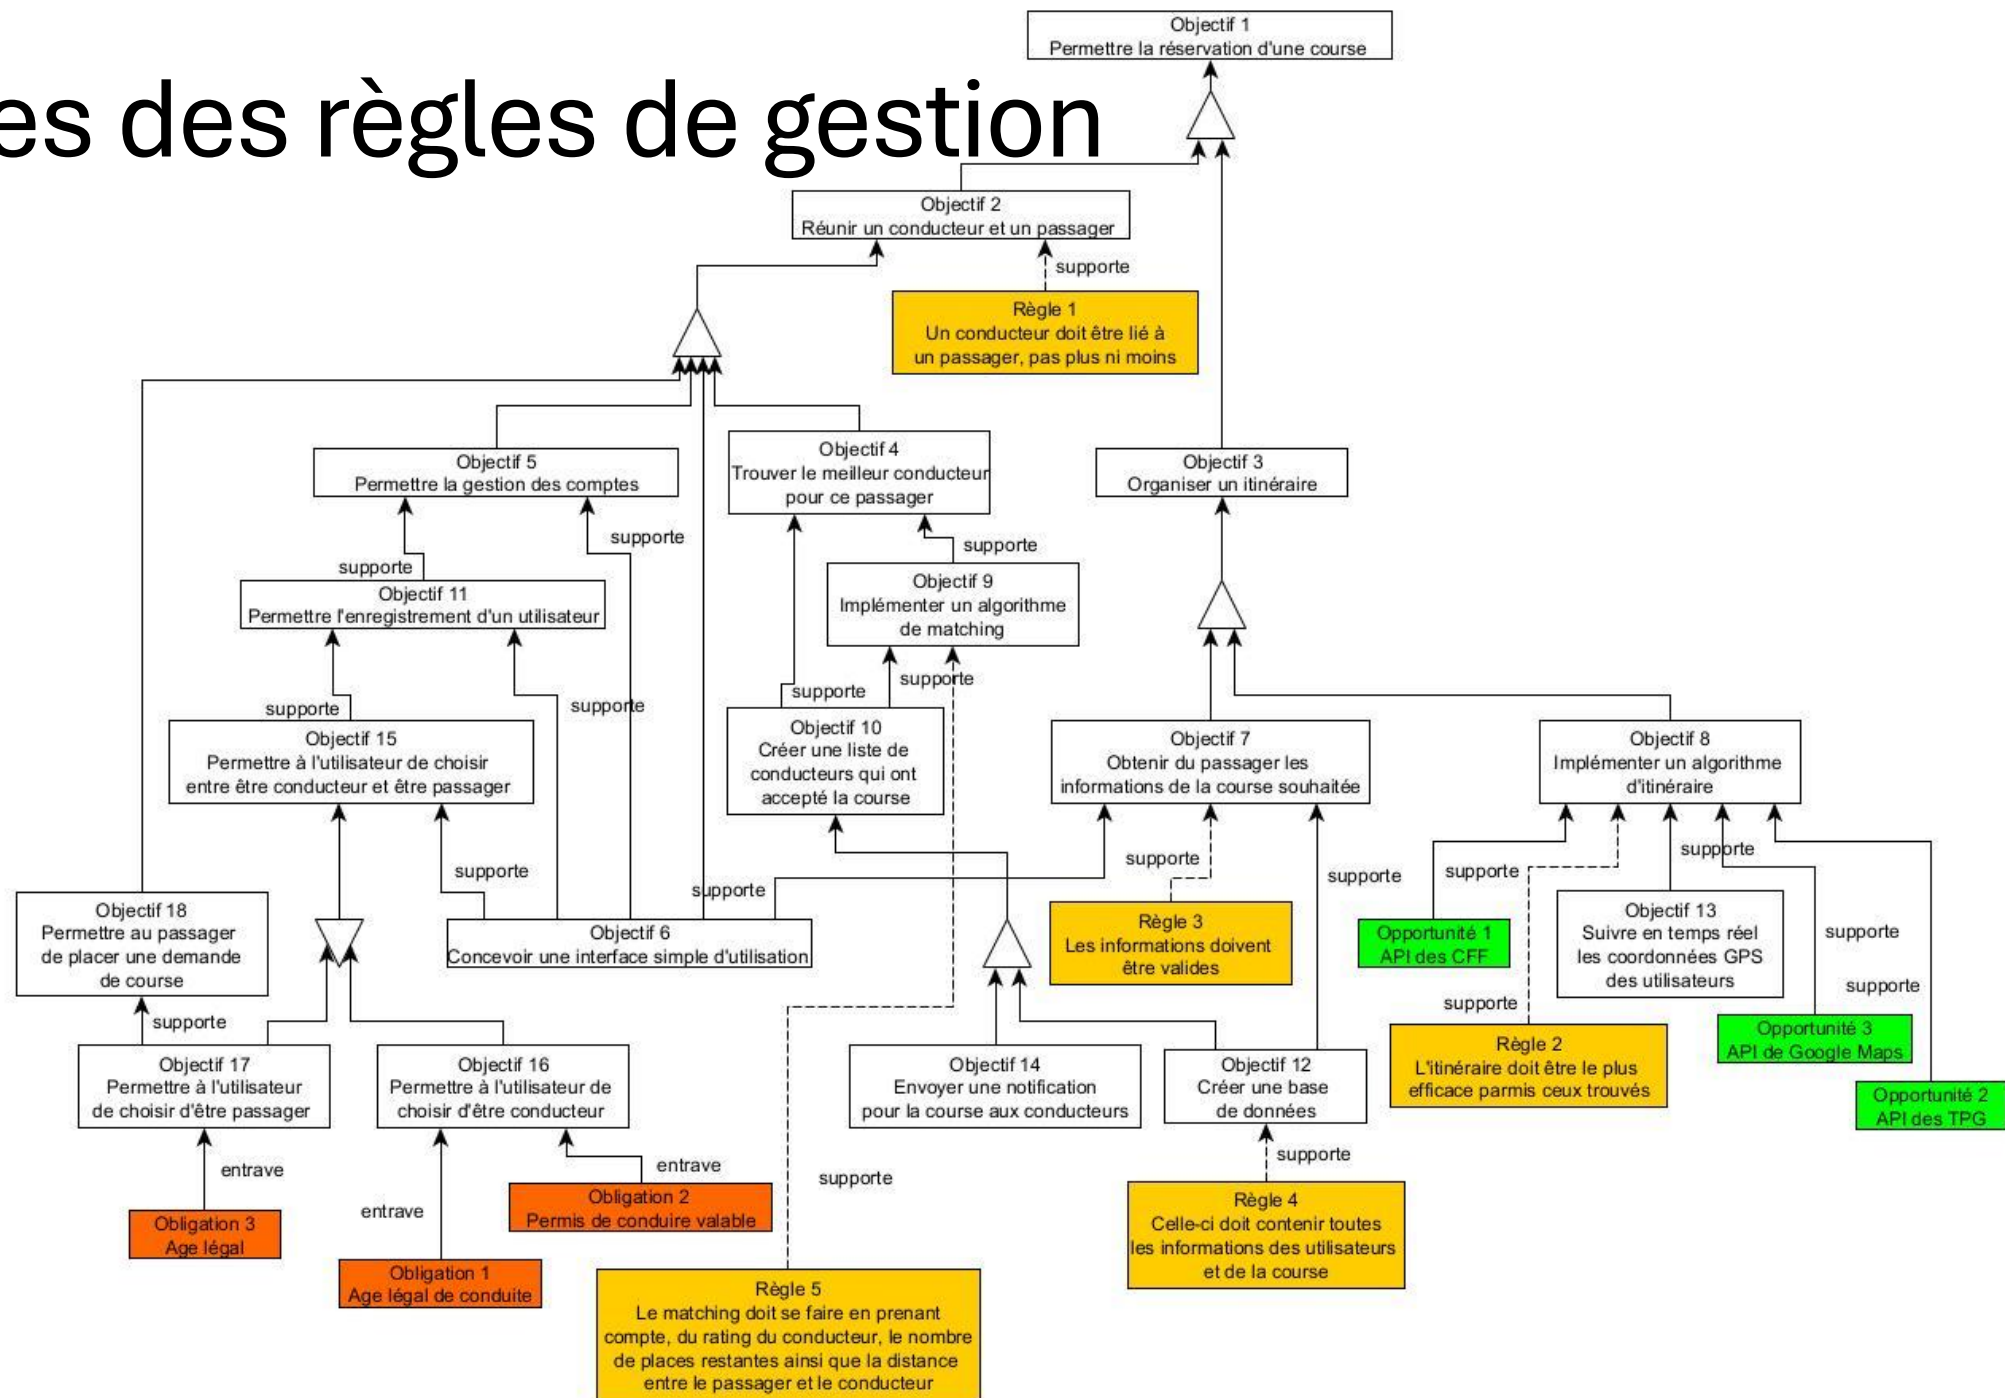 Objectif 1
Permettre la réservation d'une course
es des règles de gestion
Objectif 2
Réunir un conducteur et un passager
supporte
Règle 1
Un conducteur doit être lié à
un passager, pas plus ni moins
Objectif 5
Permettre la gestion des comptes
Objectif 4
Trouver le meilleur conducteur
pour ce passager
Objectif 3
Organiser un itinéraire
supporte
supporte
supporte
Objectif 11
Permettre l'enregistrement d'un utilisateur
Objectif 9
Implémenter un algorithme
de matching
supporte
supporte
supporte
supporte
Objectif 15
Permettre à l'utilisateur de choisir
entre être conducteur et être passager
Objectif 10
Créer une liste de
conducteurs qui ont
accepté la course
Objectif 7
Obtenir du passager les
informations de la course souhaitée
Objectif 8
Implémenter un algorithme
d'itinéraire
supporte
supporte
supporte
supporte
supporte
supporte
Objectif 18
Permettre au passager
de placer une demande
de course
Objectif 6
Concevoir une interface simple d'utilisation
Règle 3
Les informations doivent
être valides
Opportunité 1
API des CFF
Objectif 13
Suivre en temps réel
les coordonnées GPS
des utilisateurs
supporte
supporte
supporte
supporte
Objectif 17
Permettre à l'utilisateur
de choisir d'être passager
Objectif 16
Permettre à l'utilisateur de
choisir d'être conducteur
Objectif 14
Envoyer une notification
pour la course aux conducteurs
Objectif 12
Créer une base
de données
Règle 2
L'itinéraire doit être le plus
efficace parmis ceux trouvés
Opportunité 3
API de Google Maps
Opportunité 2
API des TPG
entrave
entrave
entrave
supporte
supporte
Obligation 3
Age légal
Obligation 2
Permis de conduire valable
Obligation 1
Age légal de conduite
Règle 4
Celle-ci doit contenir toutes
les informations des utilisateurs
et de la course
Règle 5
Le matching doit se faire en prenant
compte, du rating du conducteur, le nombre
de places restantes ainsi que la distance
entre le passager et le conducteur